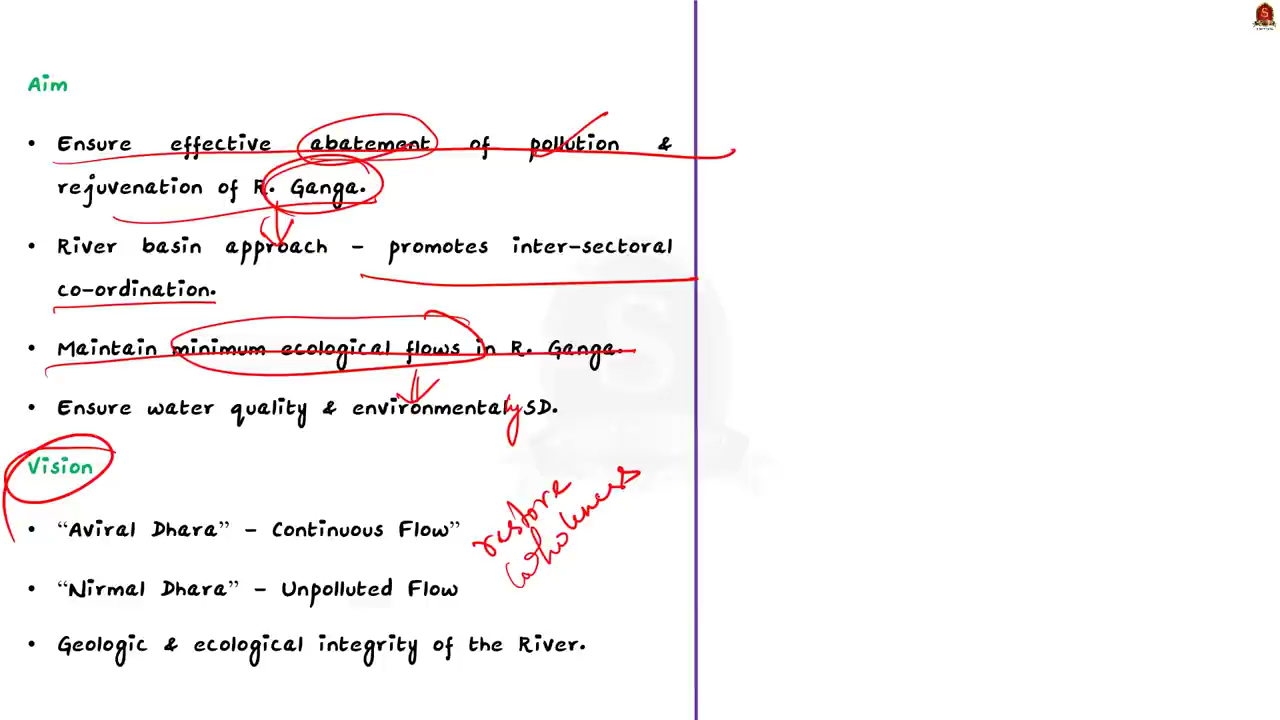 Aim
• Ensure effective abatement of pollution &
rejuvenation of R. Ganga.
• River basin approach - promotes inter-sectoral
co-ordination.
• Maintain minimum ecological flows in R. Ganga.
• Ensure water quality & environmentally SD.
Vision
• “Aviral Dhara” - Continuous Flow”
restore
wholeness
• “Nirmal Dhara” - Unpolluted Flow
• Geologic & ecological integrity of the River.